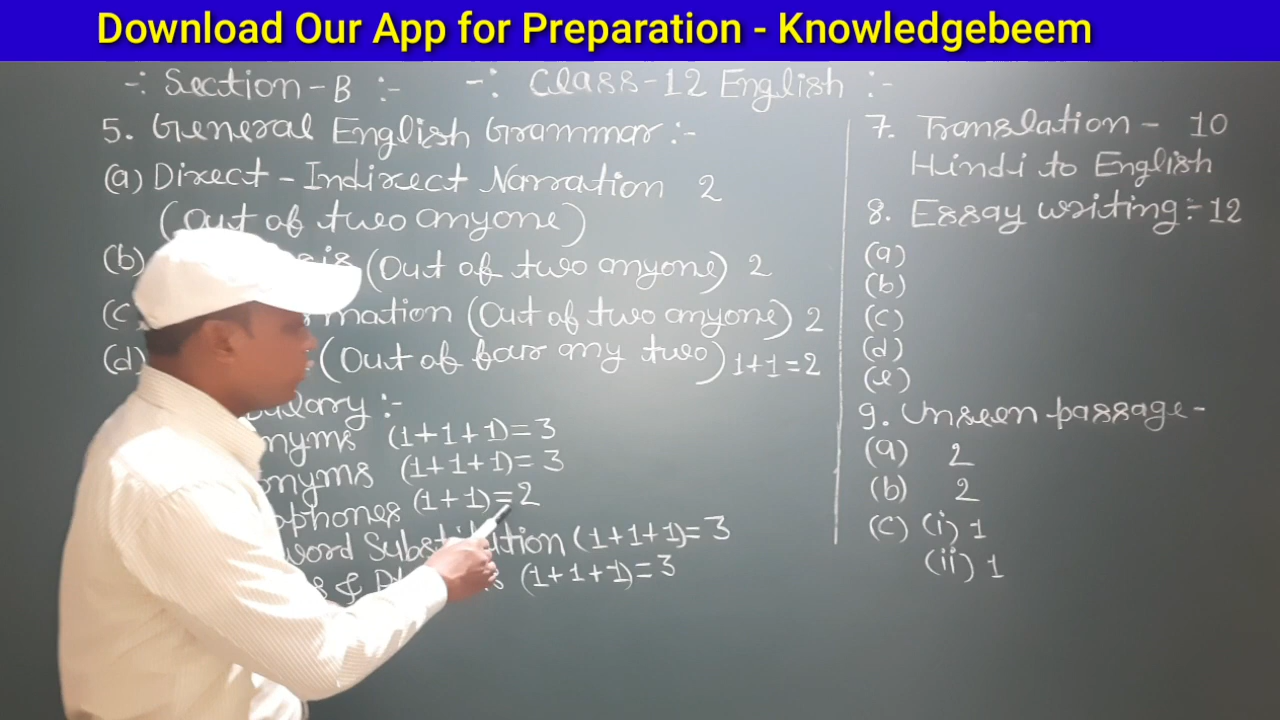 Download Our App for Preparation - Knowledgebeem
-: Section-B :-
-: Class-12 English :-
5. General English Grammar :-
(a) Direct - Indirect Narration 2
(Out of two anyone)
(b) (Out of two anyone) 2
(c) (Out of two anyone) 2
(d) (Out of four any two) 1+1=2
:-
(1+1+1)=3
(1+1+1)=3
(1+1)=2
word Substitution (1+1+1)=3
& (1+1+1)=3
7. Translation - 10
Hindi to English
8. Essay writing :- 12
(a)
(b)
(c)
(d)
(e)
9. Unseen passage -
(a) 2
(b) 2
(c) (i) 1
(ii) 1